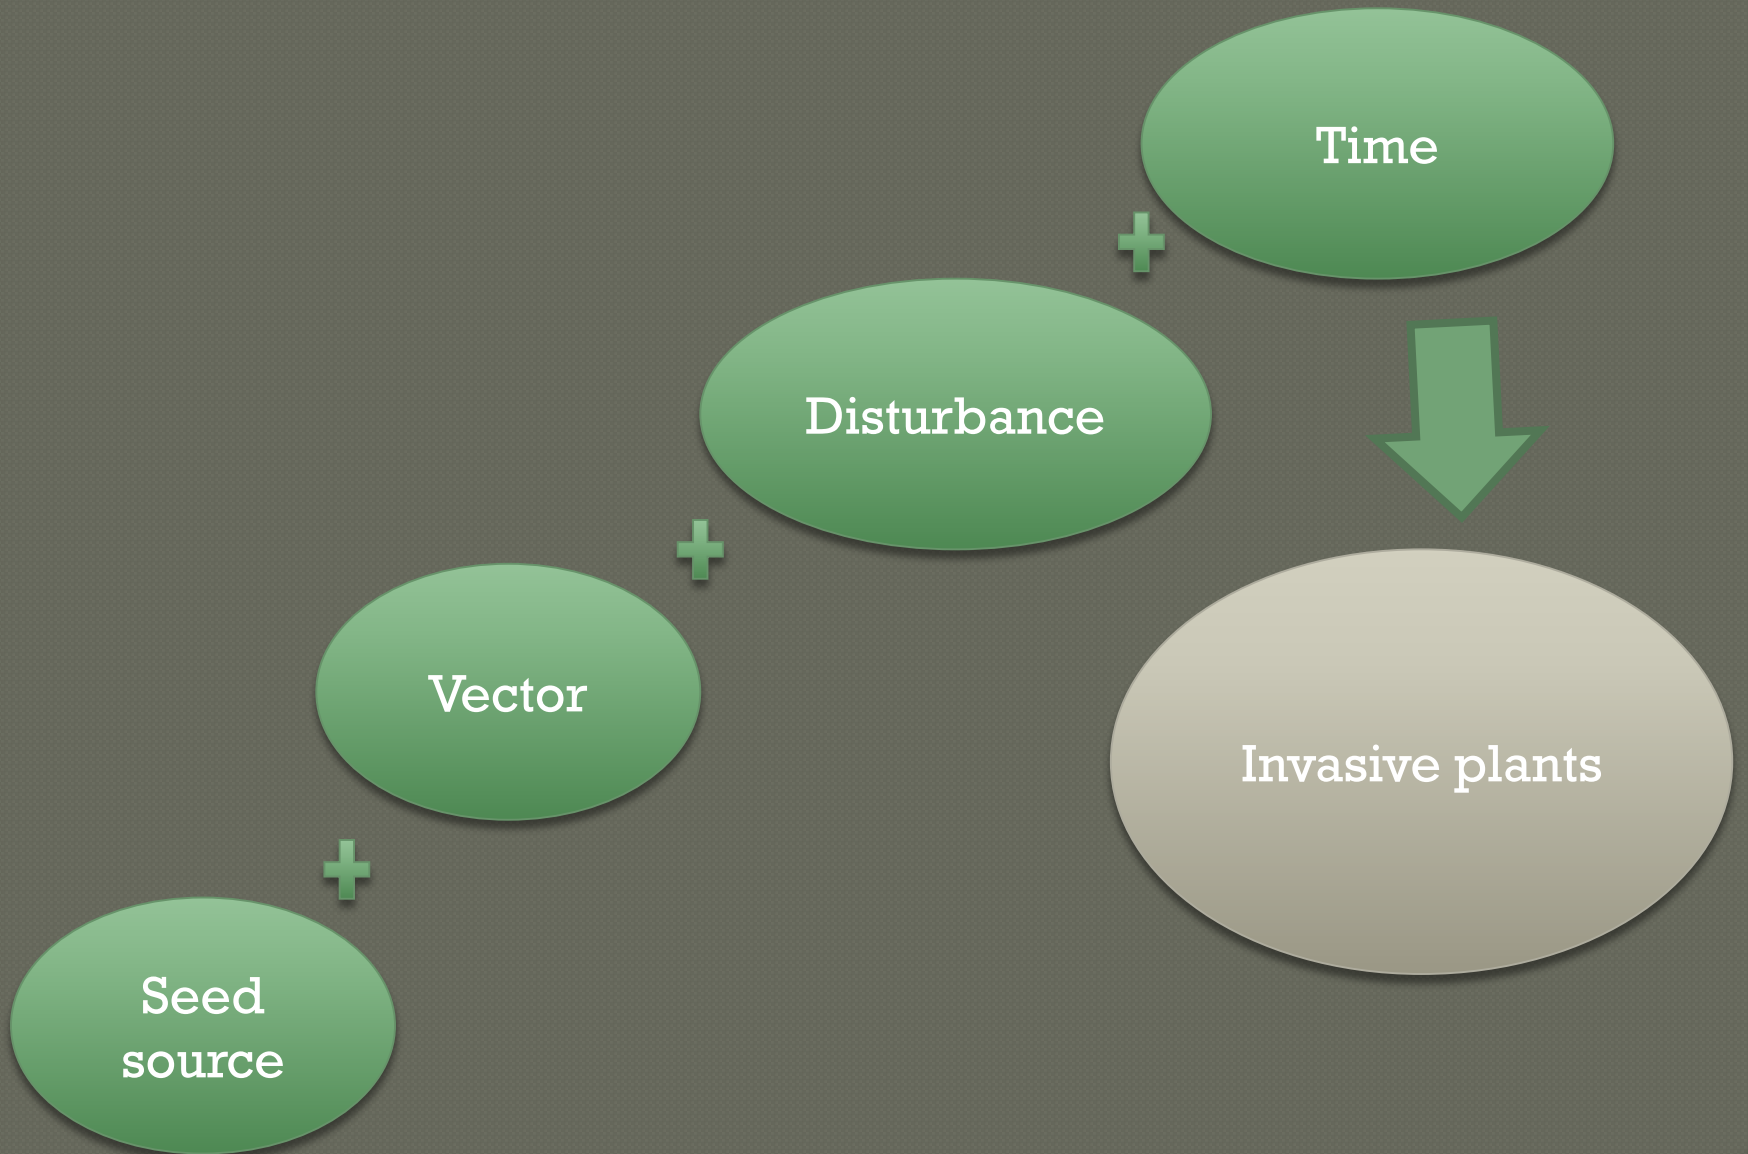 Time
Disturbance
Vector
Invasive plants
Seed
source